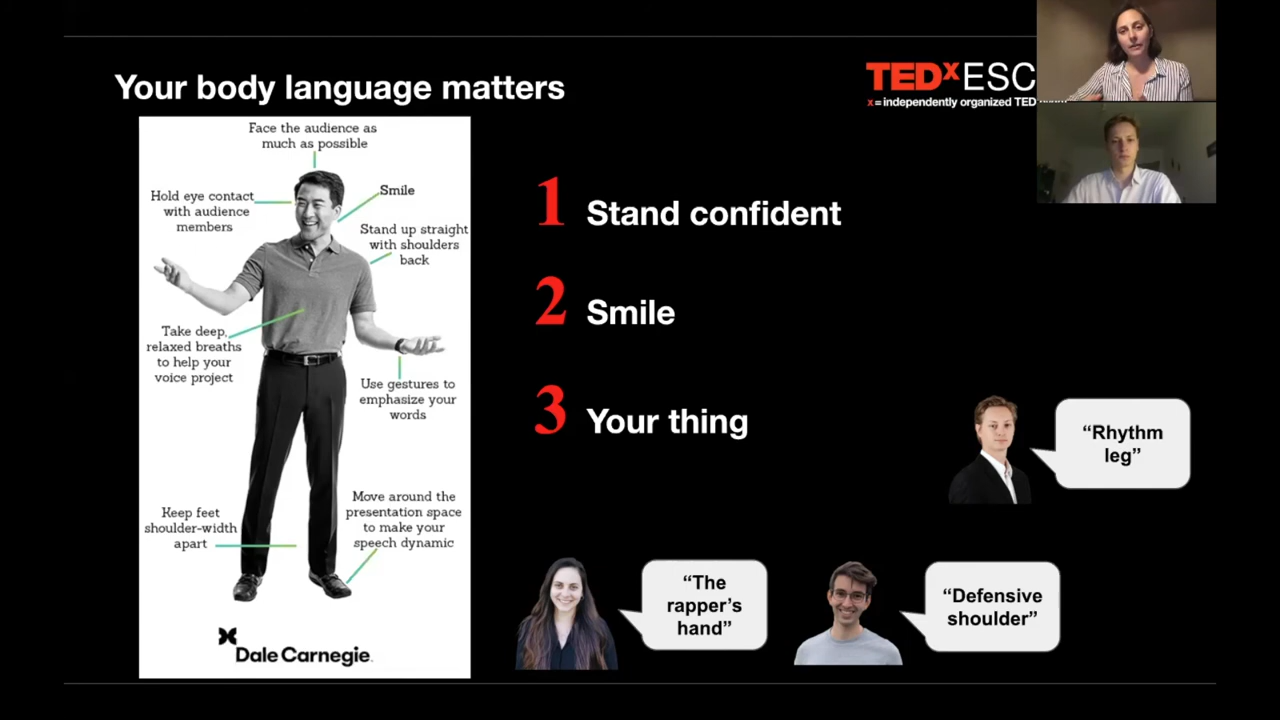 Your body language matters
TEDxESC
x = independently organized TED
Face the audience as
much as possible
Hold eye contact
with audience
members
Smile
Stand up straight
with shoulders
back
Take deep,
relaxed breaths
to help your
voice project
Use gestures to
emphasize your
words
Keep feet
shoulder-width
apart
Move around the
presentation space
to make your
speech dynamic
Dale Carnegie
1 Stand confident
2 Smile
3 Your thing
“Rhythm
leg”
“The
rapper’s
hand”
“Defensive
shoulder”